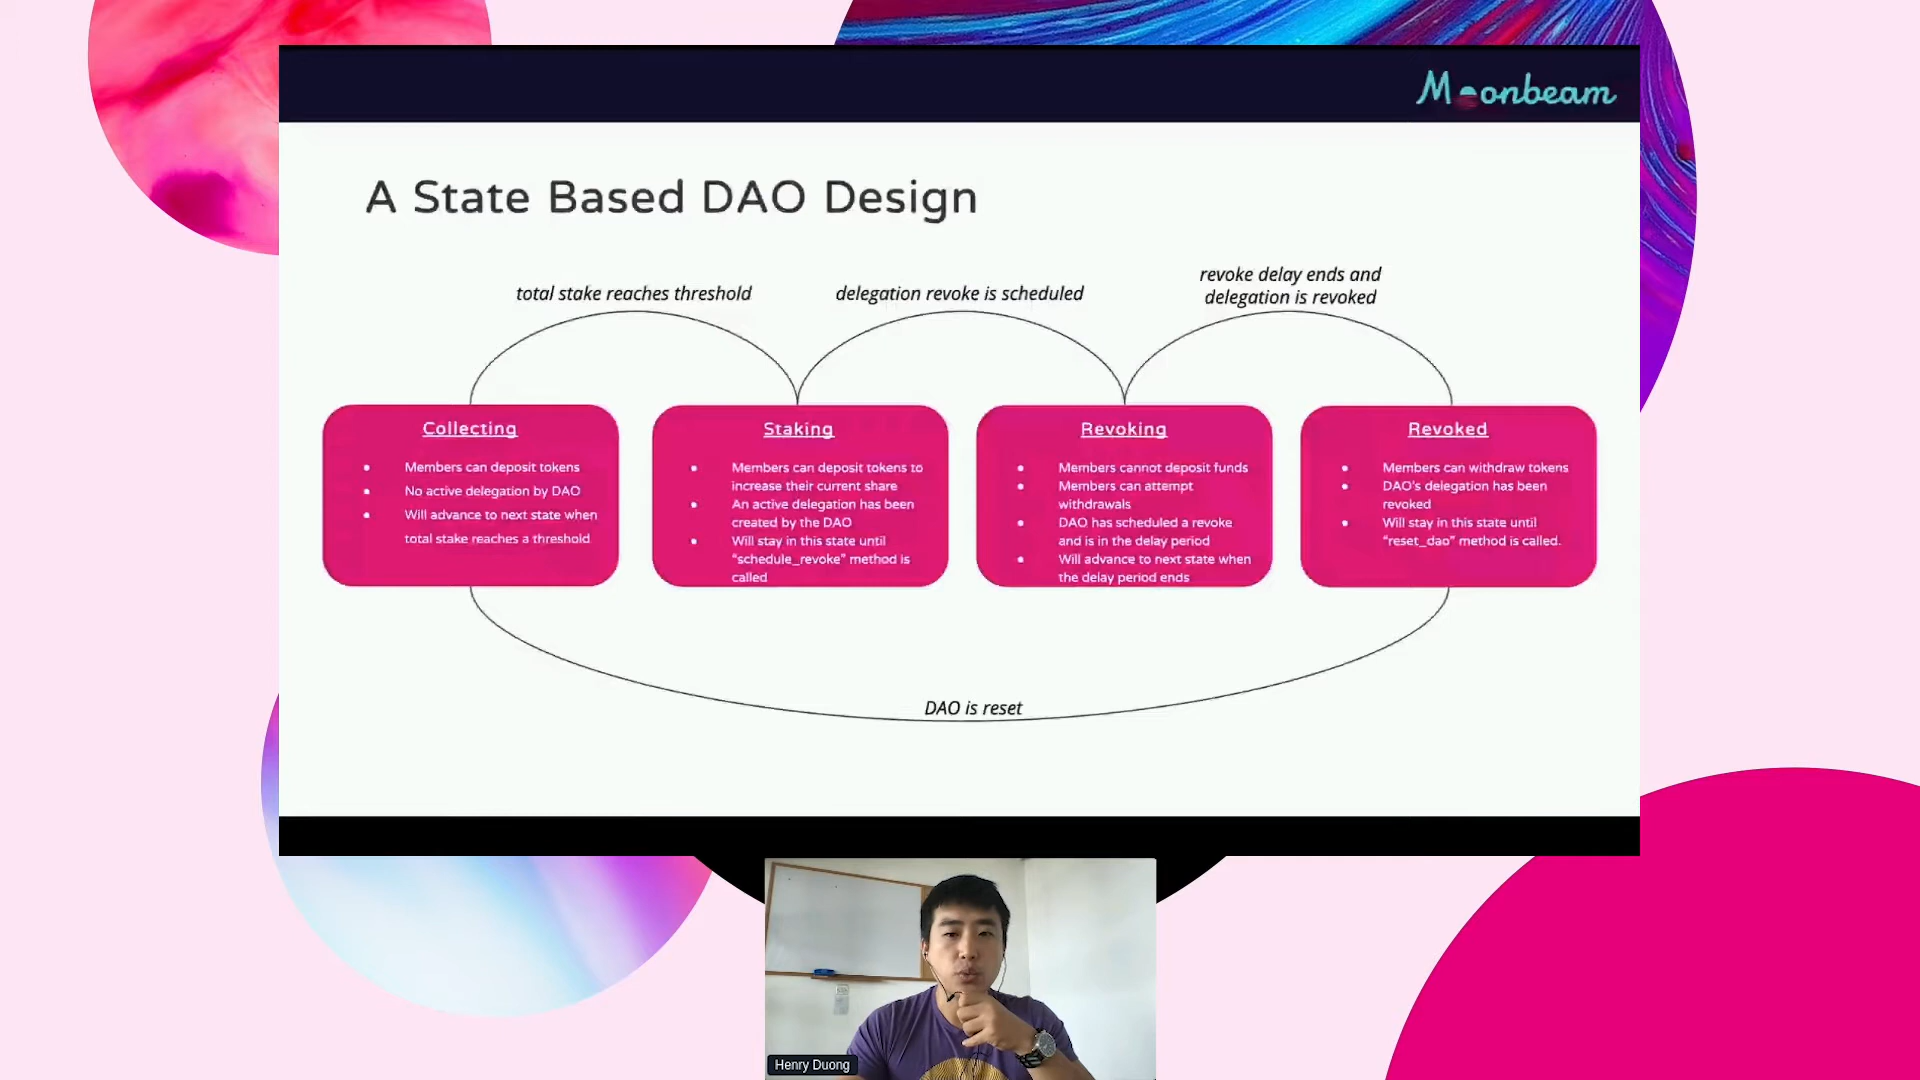 Moonbeam
A State Based DAO Design
total stake reaches threshold
delegation revoke is scheduled
revoke delay ends and
delegation is revoked
Collecting
• Members can deposit tokens
• No active delegation by DAO
• Will advance to next state when
total stake reaches a threshold
Staking
• Members can deposit tokens to
increase their current share
• An active delegation has been
created by the DAO
• Will stay in this state until
“schedule_revoke” method is
called
Revoking
• Members cannot deposit funds
• Members can attempt
withdrawals
• DAO has scheduled a revoke
and is in the delay period
• Will advance to next state when
the delay period ends
Revoked
• Members can withdraw tokens
• DAO’s delegation has been
revoked
• Will stay in this state until
“reset_dao” method is called.
DAO is reset
Henry Duong